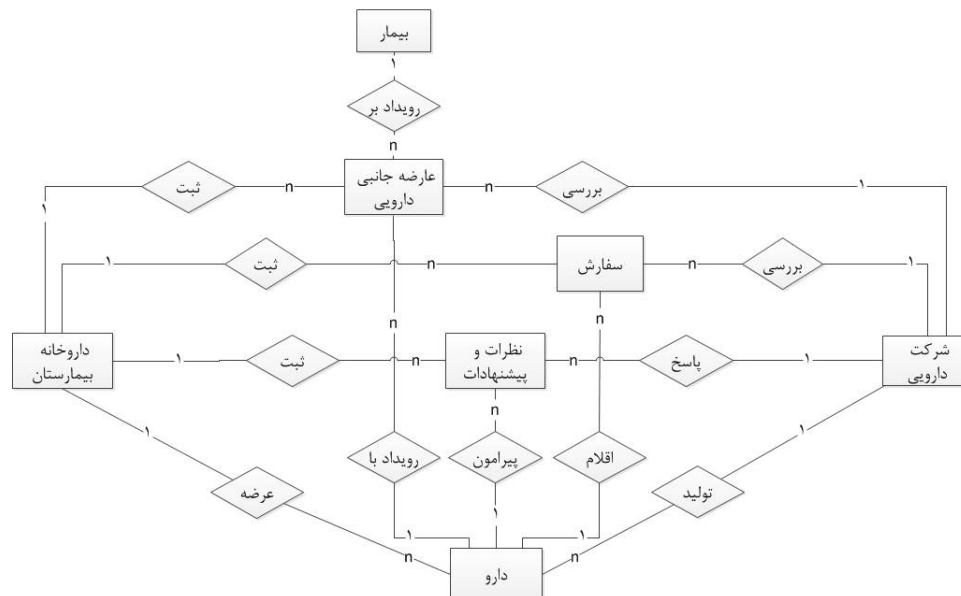 بیمار
۱
رویداد بر
n
عارضه جانبی
دارویی
n
ثبت
۱
n
بررسی
۱
سفارش
n
ثبت
۱
n
بررسی
۱
n
n
داروخانه
بیمارستان
۱
ثبت
n
نظرات و
پیشنهادات
n
پاسخ
۱
شرکت
دارویی
n
۱
۱
رویداد با
پیرامون
اقلام
عرضه
تولید
۱
۱
۱
n
n
دارو